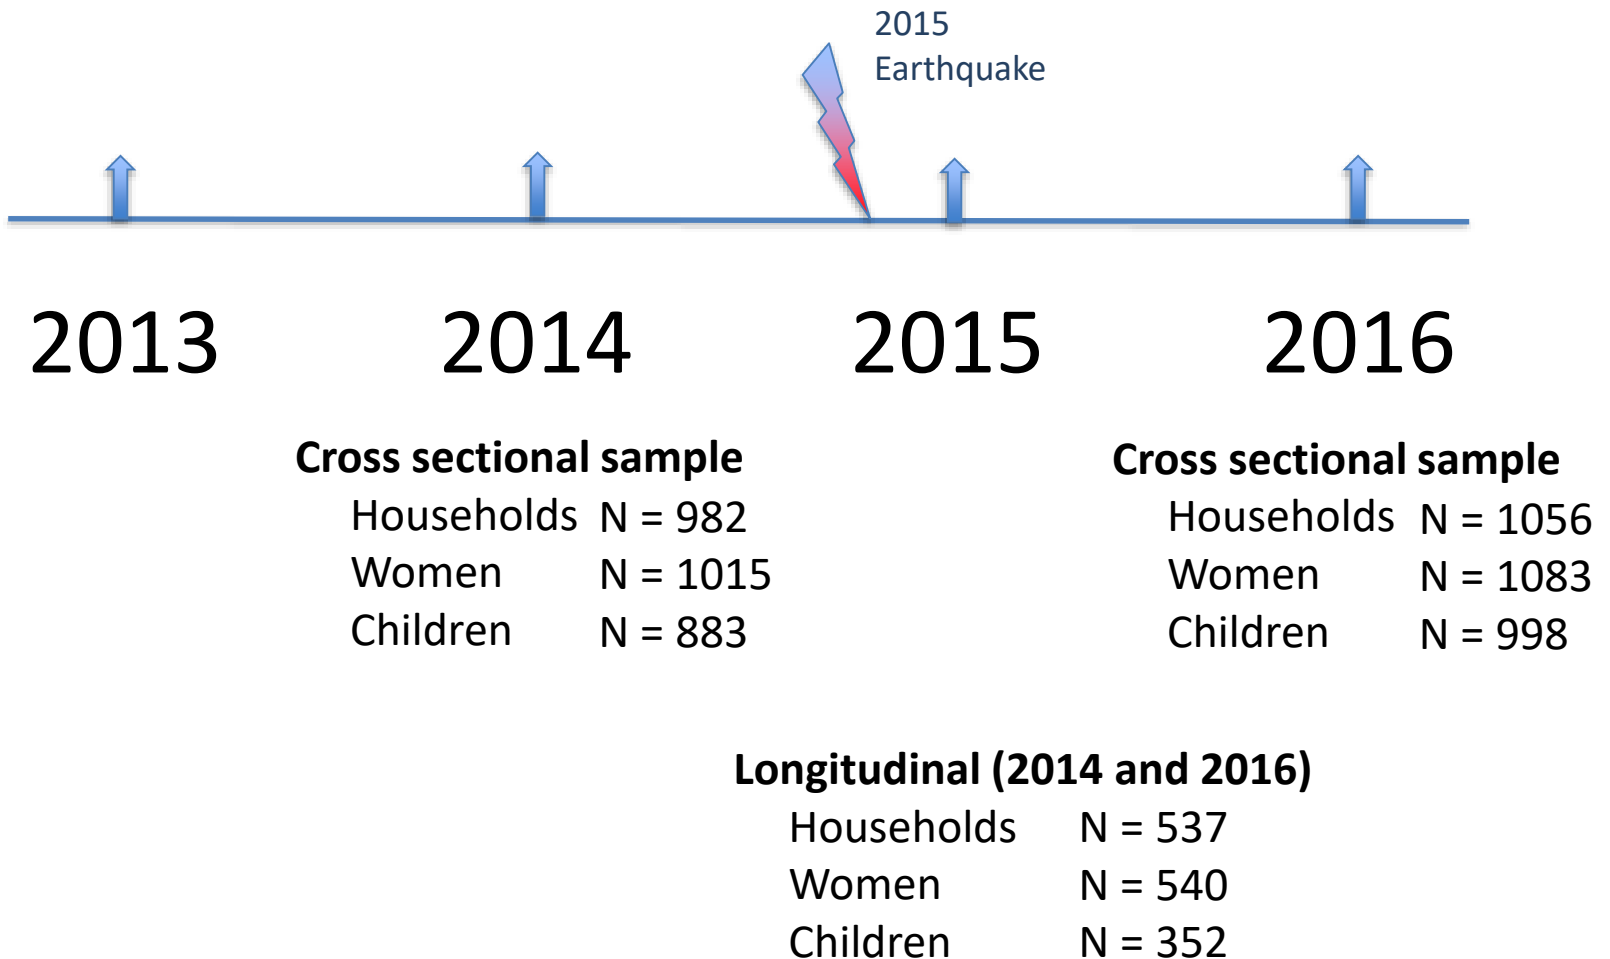 2015
Earthquake
2013 2014 2015 2016
Cross sectional sample
Households N = 982
Women N = 1015
Children N = 883
Cross sectional sample
Households N = 1056
Women N = 1083
Children N = 998
Longitudinal (2014 and 2016)
Households N = 537
Women N = 540
Children N = 352